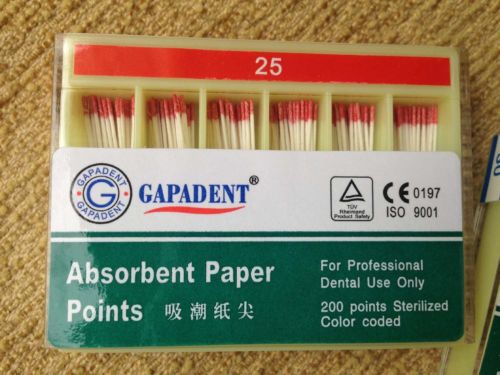 25
GAPADENT
G
GAPADENT
GAPADENT®
TÜV
Rheinland
Product Safety
CE 0197
ISO 9001
Absorbent Paper
Points 吸潮纸尖
For Professional
Dental Use Only
200 points Sterilized
Color coded